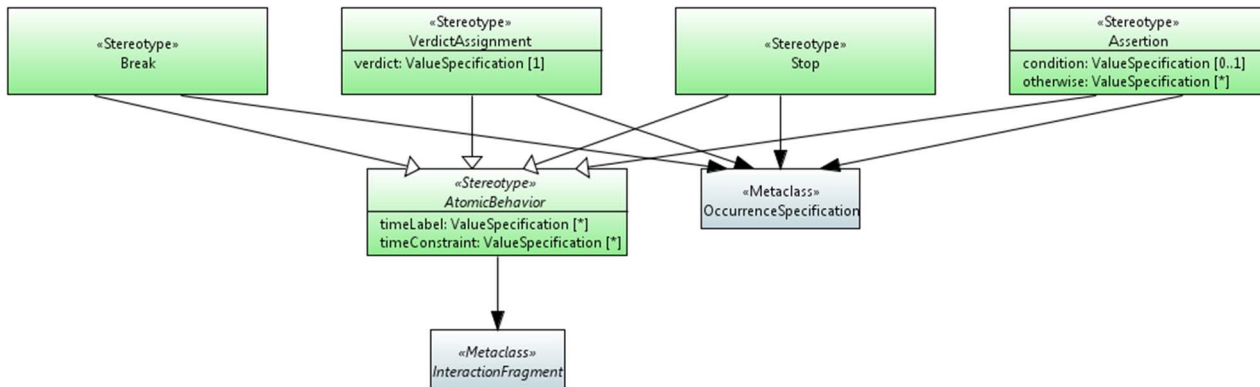 «Stereotype»
Break
«Stereotype»
VerdictAssignment
verdict: ValueSpecification [1]
«Stereotype»
Stop
«Stereotype»
Assertion
condition: ValueSpecification [0..1]
otherwise: ValueSpecification [*]
«Stereotype»
AtomicBehavior
timeLabel: ValueSpecification [*]
timeConstraint: ValueSpecification [*]
«Metaclass»
OccurrenceSpecification
«Metaclass»
InteractionFragment